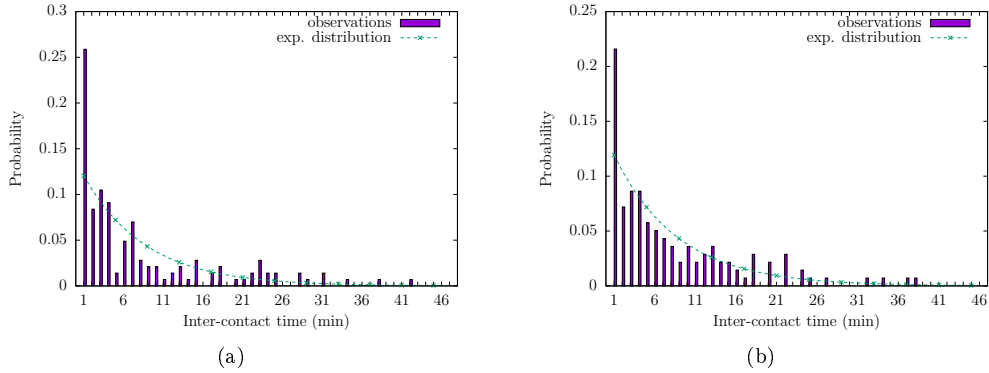 0.3
0.25
0.2
0.15
0.1
0.05
0
Probability
observations
exp. distribution
1 6 11 16 21 26 31 36 41 46
Inter-contact time (min)
(a)
0.25
0.2
0.15
0.1
0.05
0
Probability
observations
exp. distribution
1 6 11 16 21 26 31 36 41 46
Inter-contact time (min)
(b)